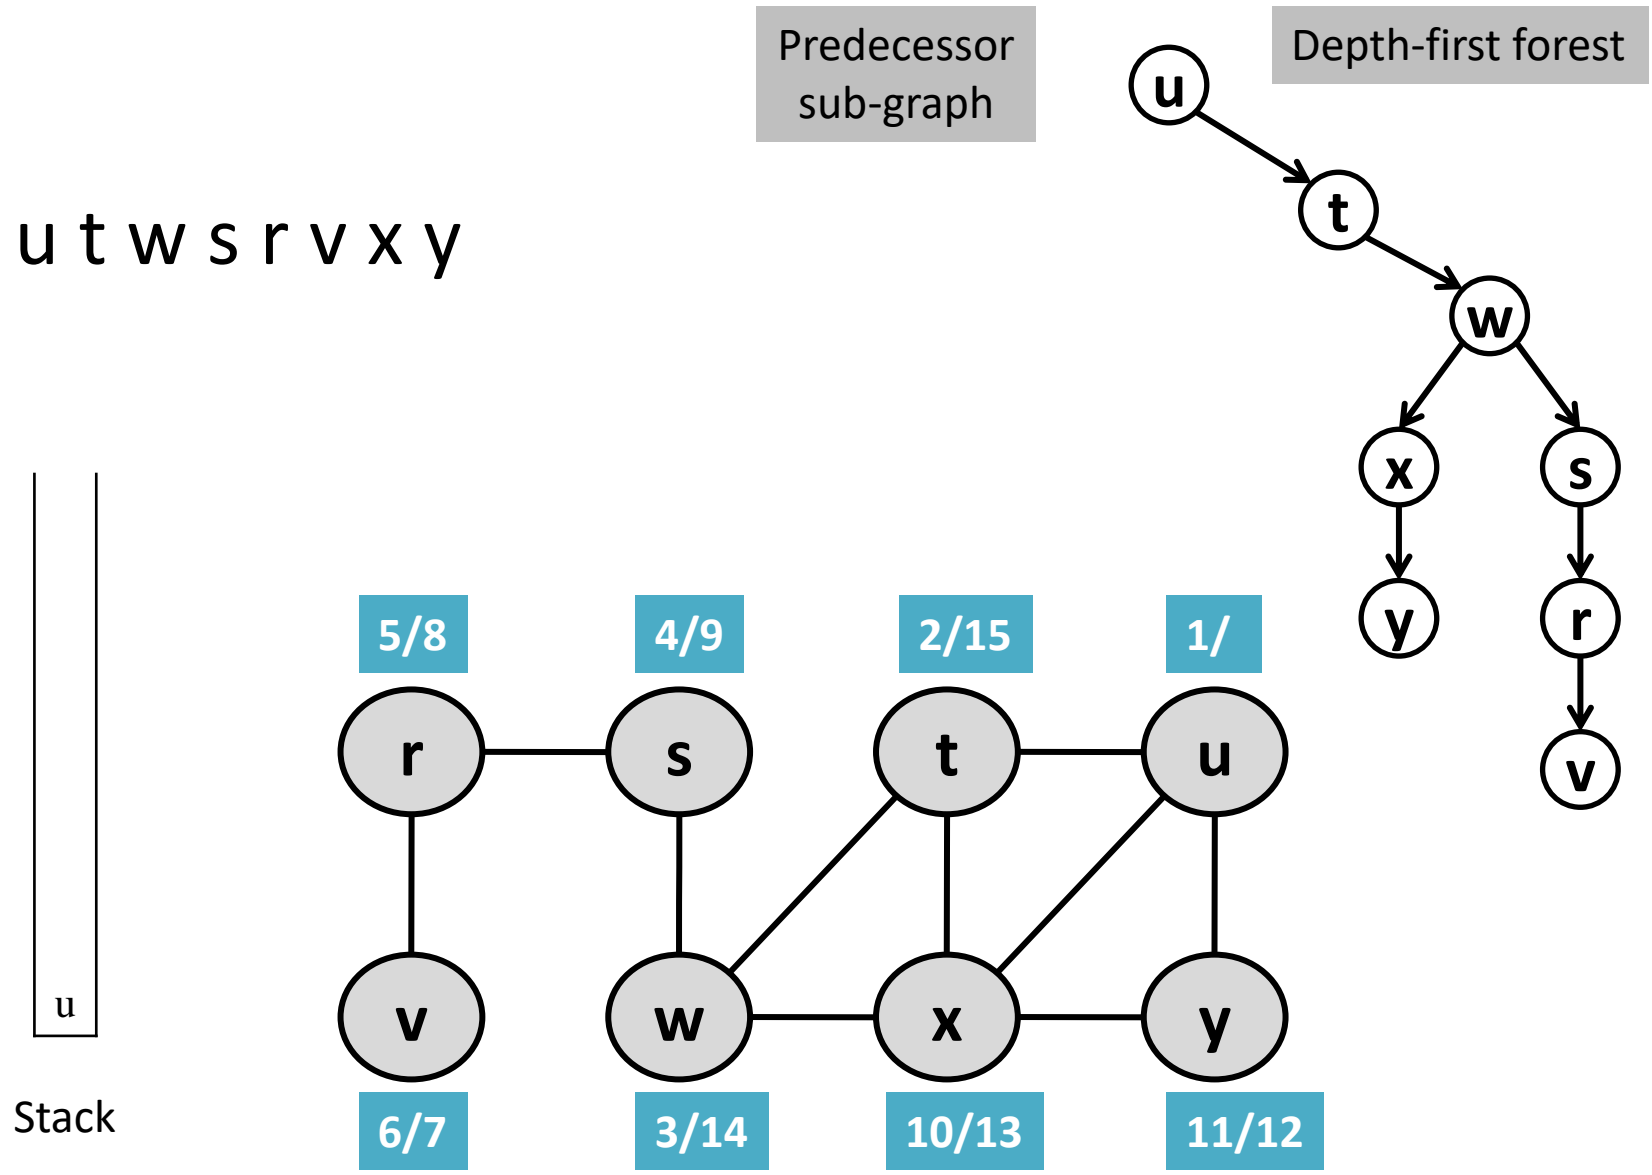 Predecessor
sub-graph
Depth-first forest
u
t
u t w s r v x y
w
x s
y r
v
5/8 4/9 2/15 1/
r s t u
u
v w x y
Stack
6/7 3/14 10/13 11/12